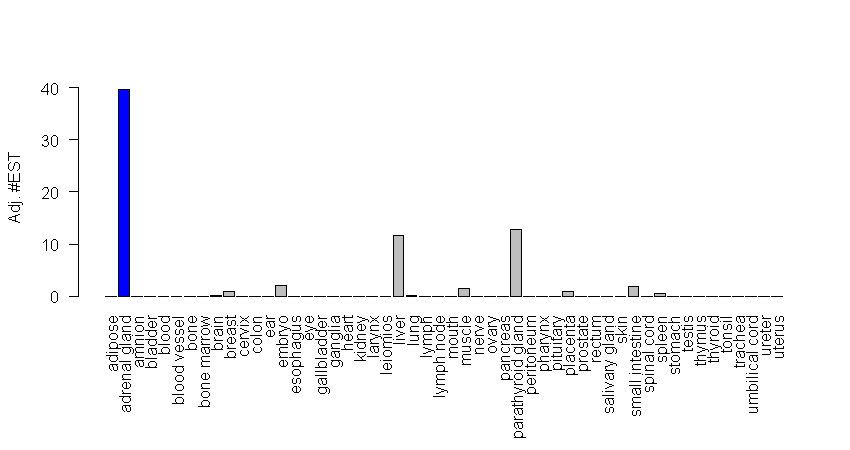 Adj. #EST
40
30
20
10
0
adipose
adrenal gland
amnion
bladder
blood
blood vessel
bone
bone marrow
brain
breast
cervix
colon
ear
embryo
esophagus
eye
gallbladder
ganglia
heart
kidney
larynx
leiomios
liver
lung
lymph
lymph node
mouth
muscle
nerve
ovary
pancreas
parathyroid gland
peritoneum
pharynx
pituitary
placenta
prostate
rectum
salivary gland
skin
small intestine
spinal cord
spleen
stomach
testis
thymus
thyroid
tonsil
trachea
umbilical cord
ureter
uterus